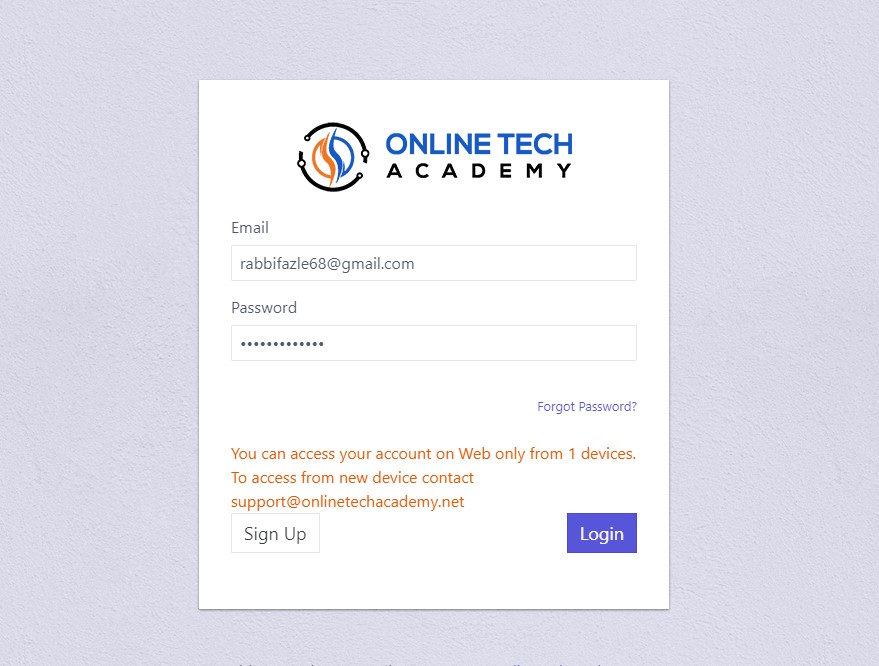 ONLINE TECH
ACADEMY
Email
rabbifazle68@gmail.com
Password
•••••••••••••
Forgot Password?
You can access your account on Web only from 1 devices.
To access from new device contact
support@onlinetechacademy.net
Sign Up
Login